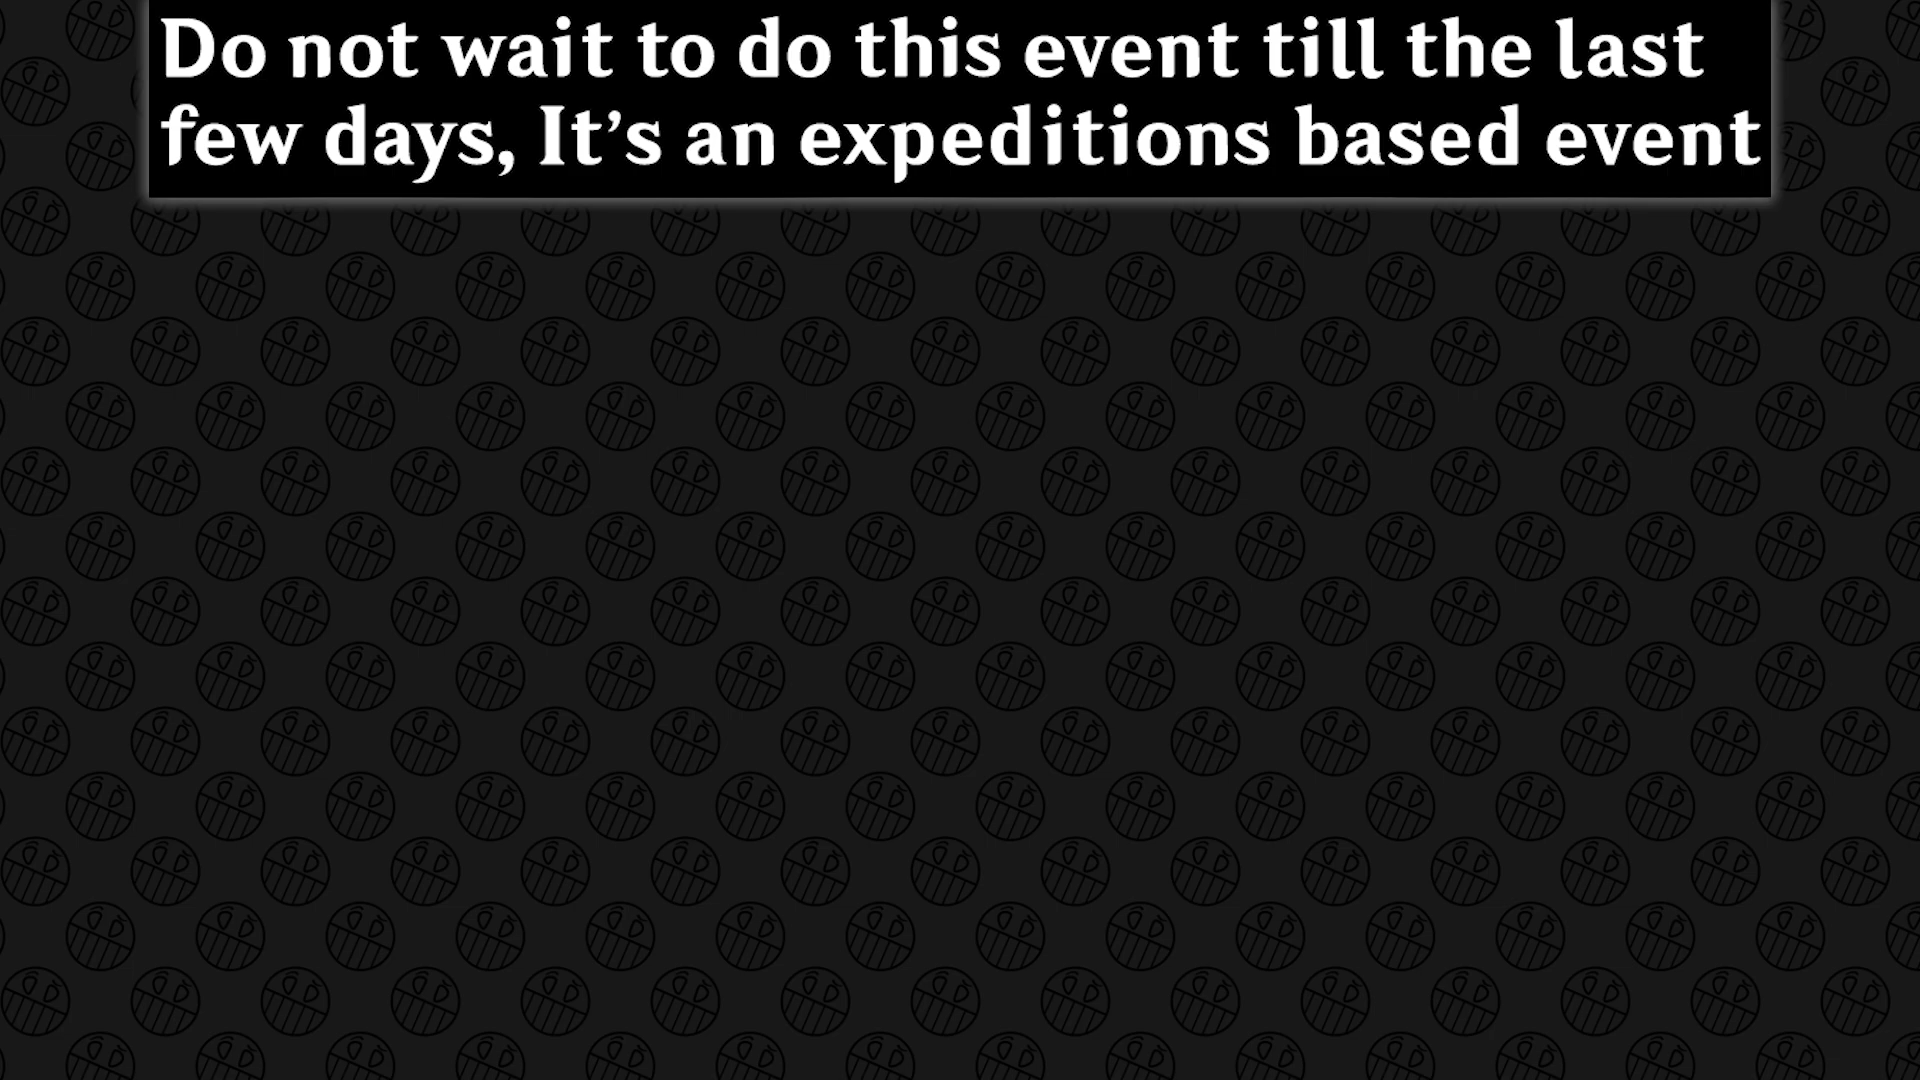 Do not wait to do this event till the last
few days, It’s an expeditions based event